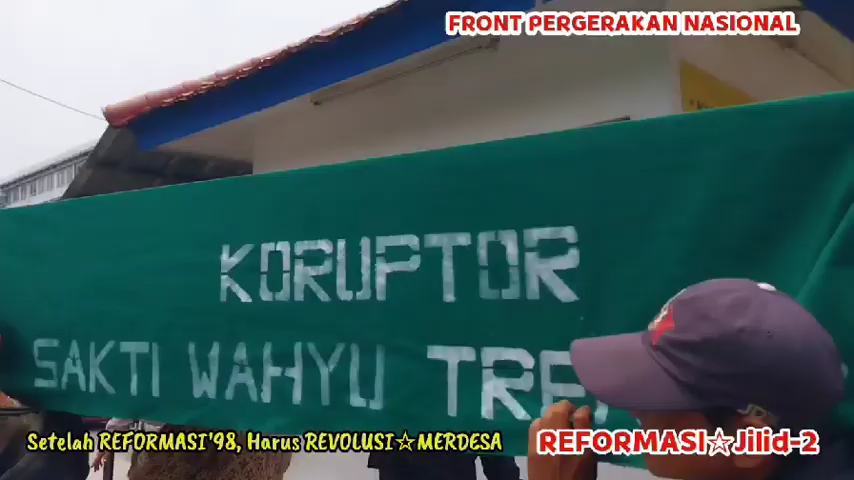 FRONT PERGERAKAN NASIONAL
KORUPTOR
SAKTI WAHYU
Setelah REFORMASI'98, Harus REVOLUSI☆MERDESA
REFORMASI☆Jilid-2